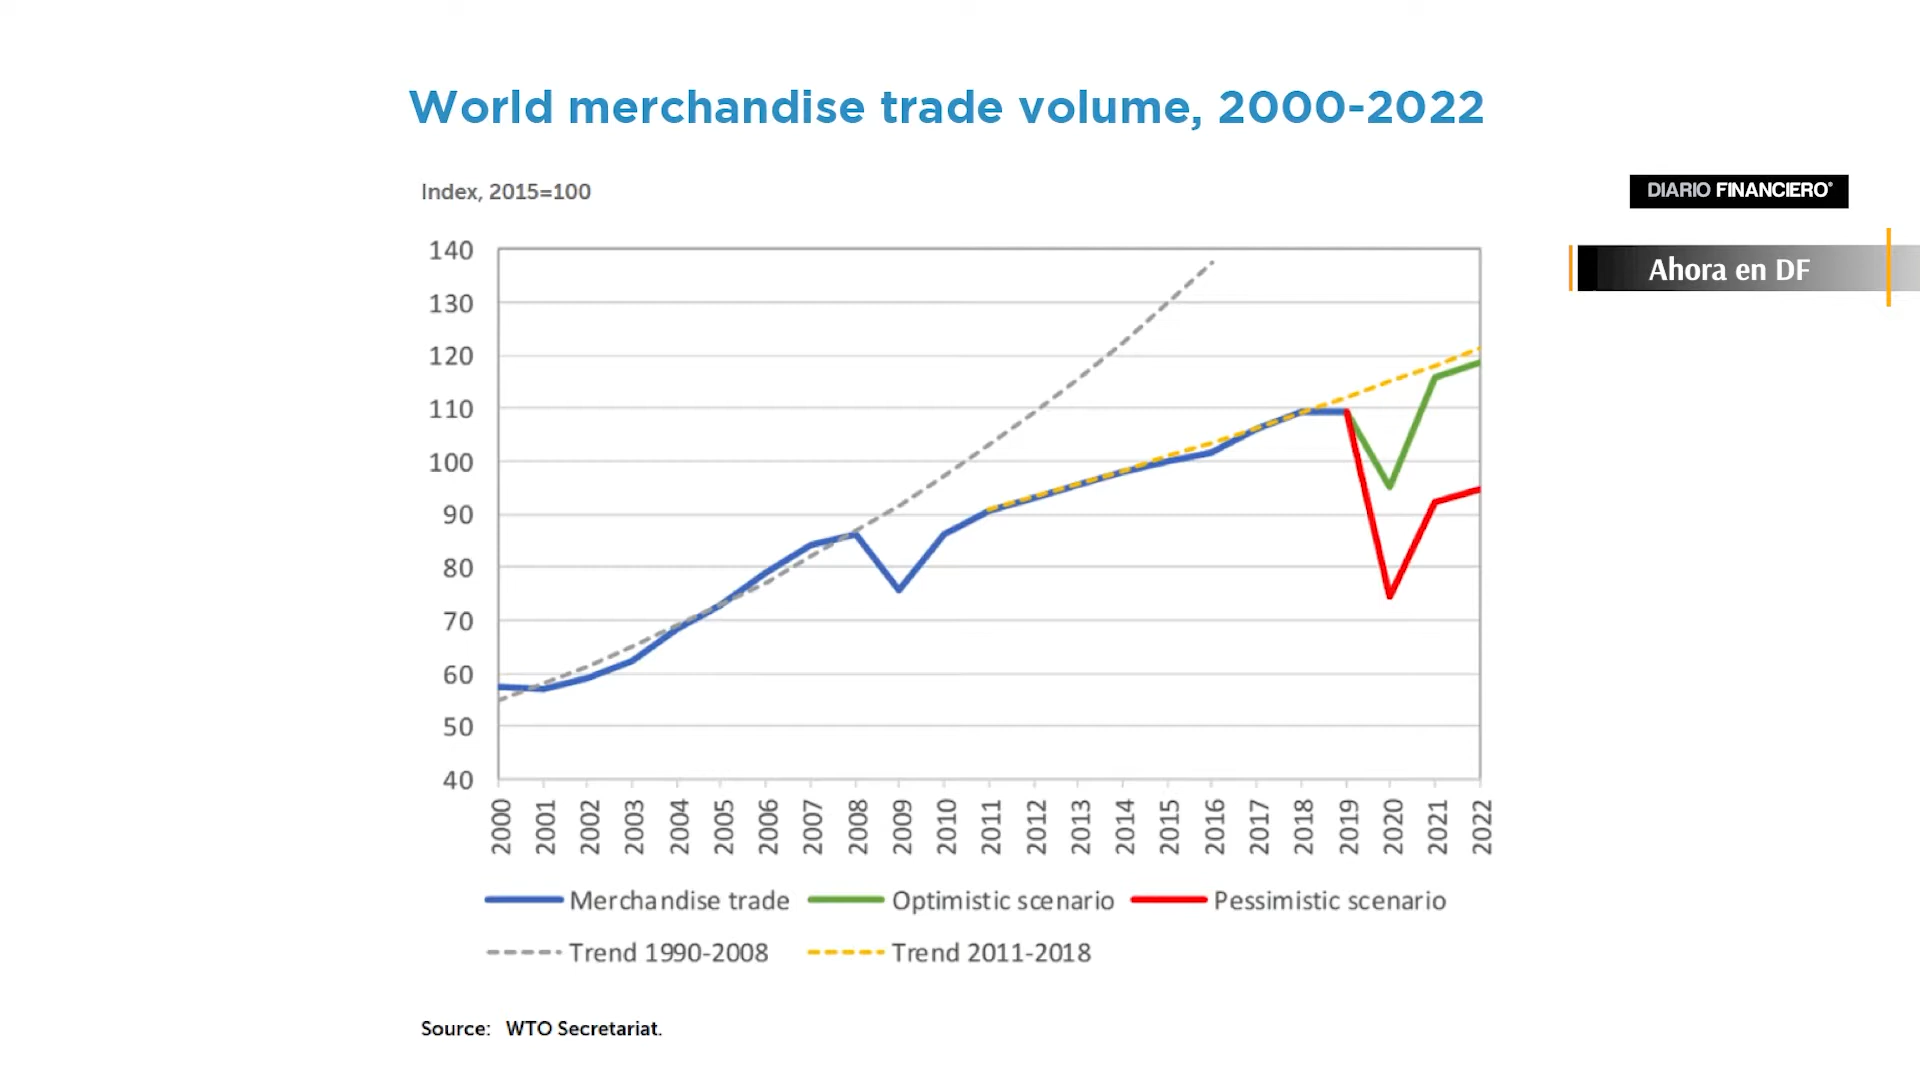 World merchandise trade volume, 2000-2022
Index, 2015=100
DIARIO FINANCIERO®
Ahora en DF
140
130
120
110
100
90
80
70
60
50
40
2000 2001 2002 2003 2004 2005 2006 2007 2008 2009 2010 2011 2012 2013 2014 2015 2016 2017 2018 2019 2020 2021 2022
Merchandise trade Optimistic scenario Pessimistic scenario
Trend 1990-2008 Trend 2011-2018
Source: WTO Secretariat.